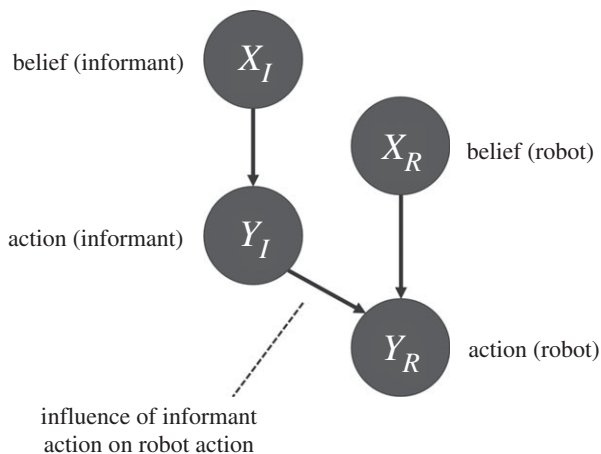 belief (informant)
X_I
X_R
belief (robot)
action (informant)
Y_I
Y_R
action (robot)
influence of informant
action on robot action